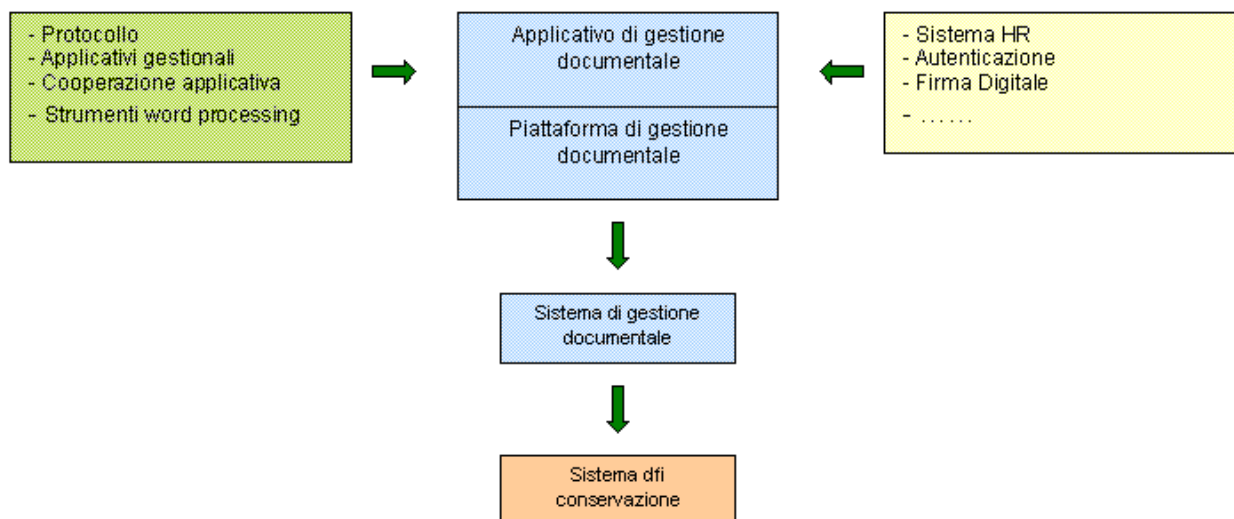 - Protocollo
- Applicativi gestionali
- Cooperazione applicativa
- Strumenti word processing
Applicativo di gestione
documentale
Piattaforma di gestione
documentale
- Sistema HR
- Autenticazione
- Firma Digitale
- ……
Sistema di gestione
documentale
Sistema dfi
conservazione